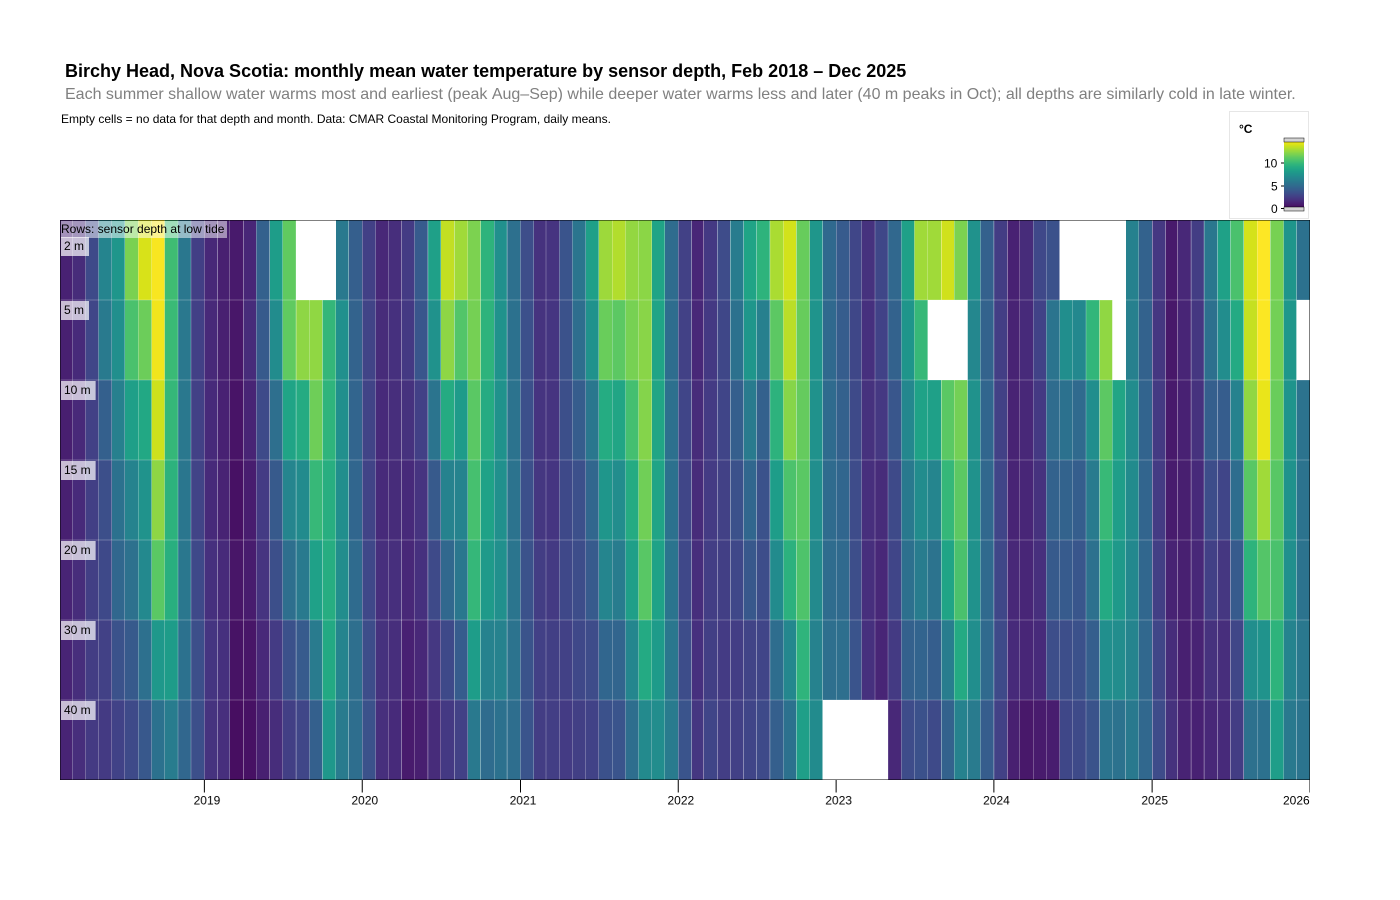 Birchy Head, Nova Scotia: monthly mean water temperature by sensor depth, Feb 2018 – Dec 2025
Each summer shallow water warms most and earliest (peak Aug–Sep) while deeper water warms less and later (40 m peaks in Oct); all depths are similarly cold in late winter.
Empty cells = no data for that depth and month. Data: CMAR Coastal Monitoring Program, daily means.
°C
10
5
0
Rows: sensor depth at low tide
2 m
5 m
10 m
15 m
20 m
30 m
40 m
2019 2020 2021 2022 2023 2024 2025 2026